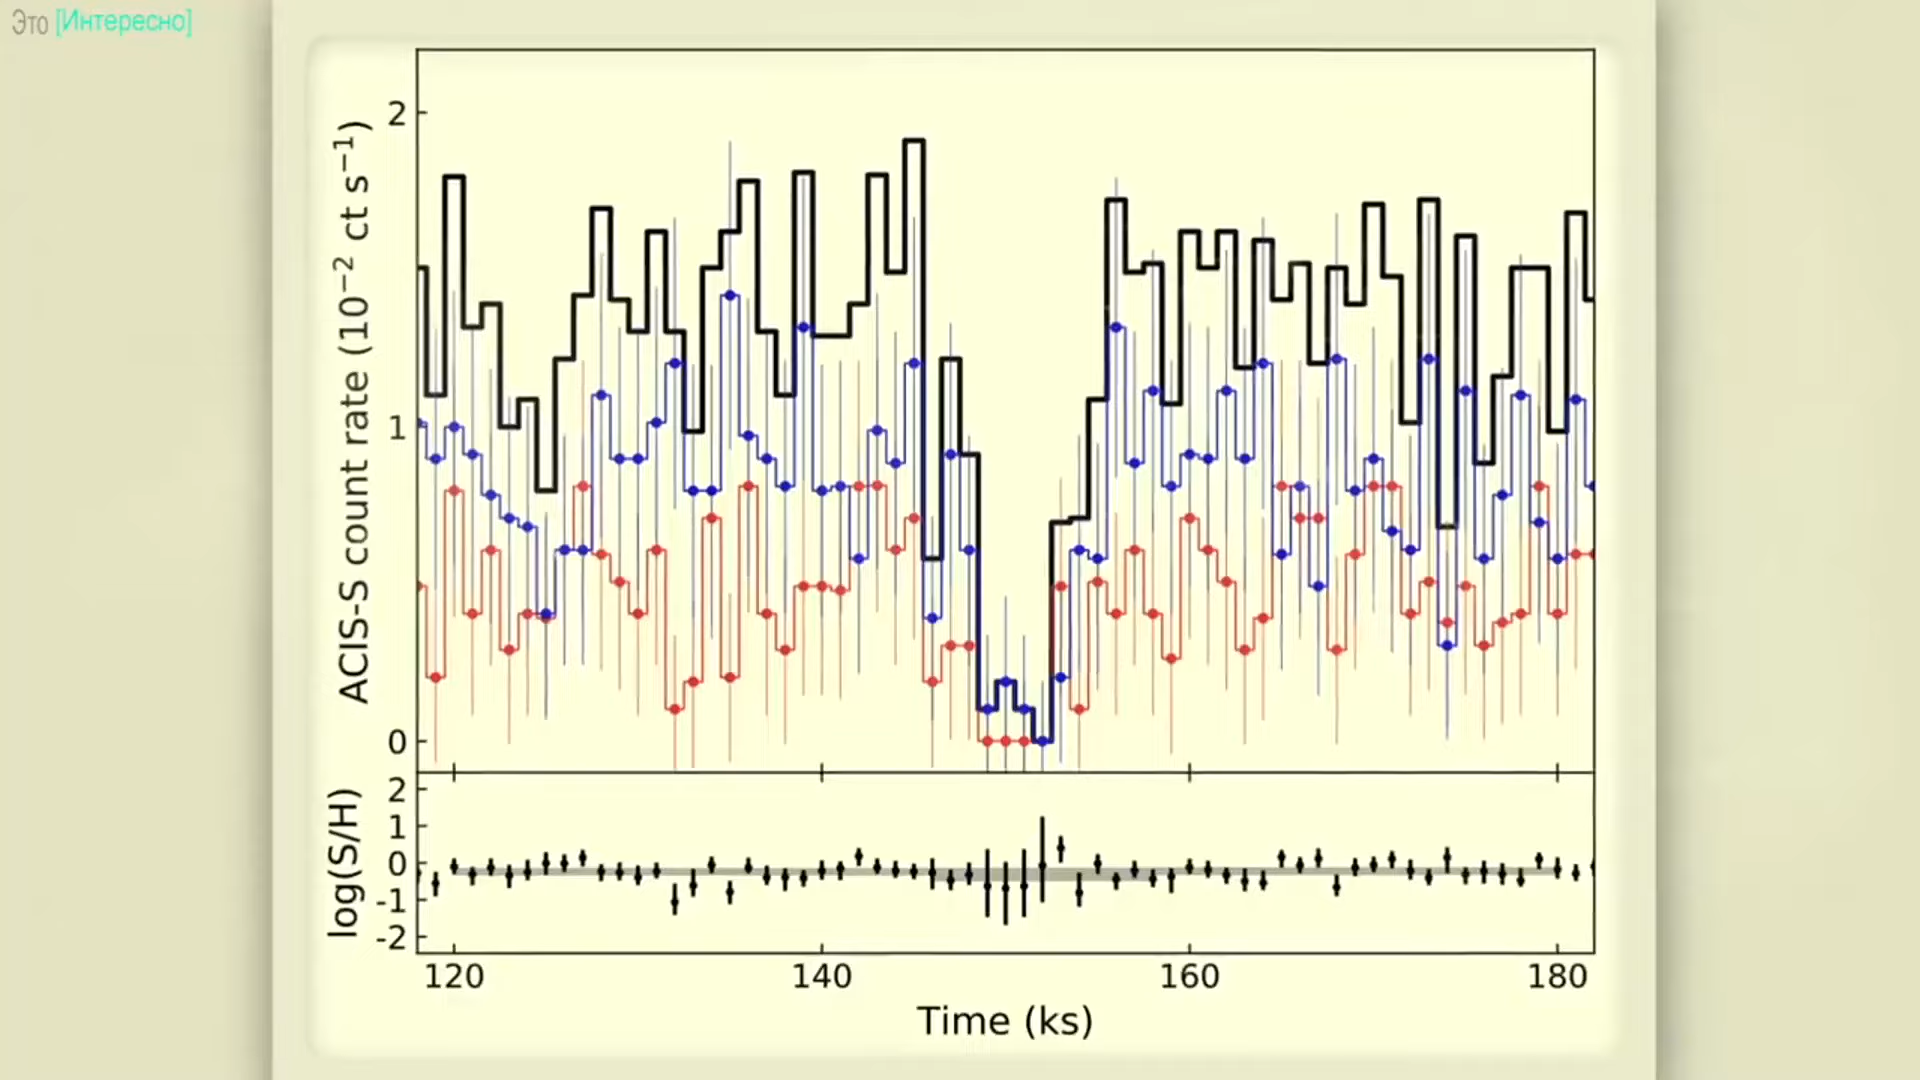 Это [Интересно]
ACIS-S count rate (10⁻² ct s⁻¹)
2
1
0
log(S/H)
2
1
0
-1
-2
120 140 160 180
Time (ks)